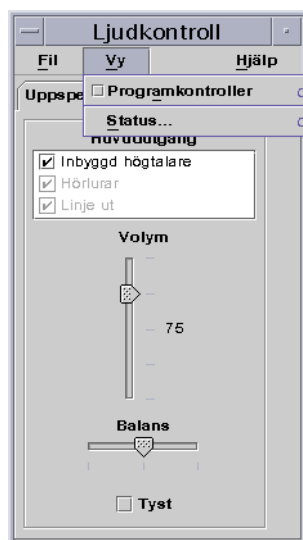 Ljudkontroll
Fil Vy Hjälp
Programkontroller
Status...
Uppspe
Huvudutgång
Inbyggd högtalare
Hörlurar
Linje ut
Volym
75
Balans
Tyst